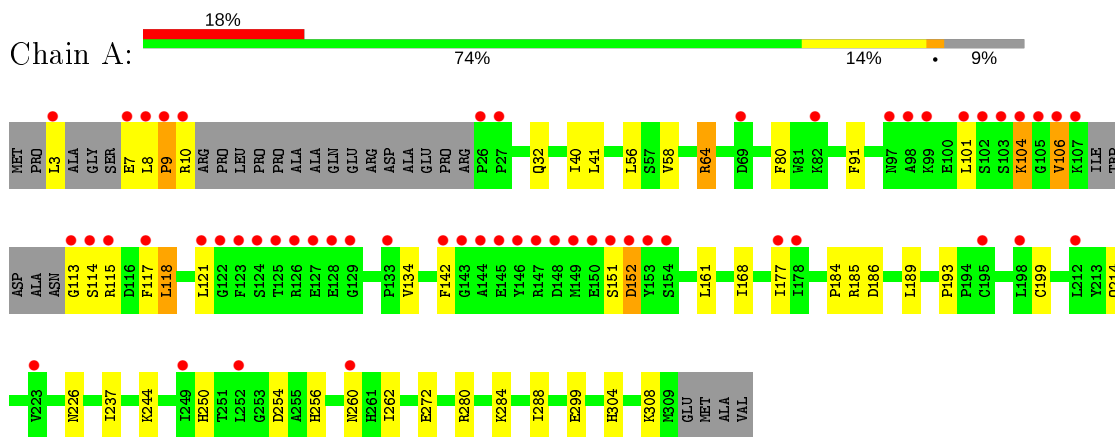 18%
Chain A:
74% 14% • 9%
MET PRO L3 ALA GLY SER E7 L8 P9 R10 ARG PRO LEU PRO PRO ALA ALA GLN GLU ARG ASP ALA GLU PRO ARG P26 P27 Q32 I40 L41 L56 S57 V58 R64 D69 F80 W81 K82 F91 N97 A98 K99 E100 L101 S102 S103 K104 G105 V106 K107 ILE TRP
ASP ALA ASN G113 S114 R115 D116 F117 L118 L121 G122 F123 S124 T125 R126 E127 E128 G129 P133 V134 F142 G143 A144 E145 Y146 R147 D148 M149 E150 S151 D152 Y153 S154 L161 I168 I177 I178 P184 R185 D186 L189 P193 P194 C195 L198 C199 L212 Y213
V223 N226 I237 K244 I249 H250 T251 L252 G253 D254 A255 H256 N260 H261 I262 E272 R280 K284 I288 E299 H304 K308 M309 GLU MET ALA VAL